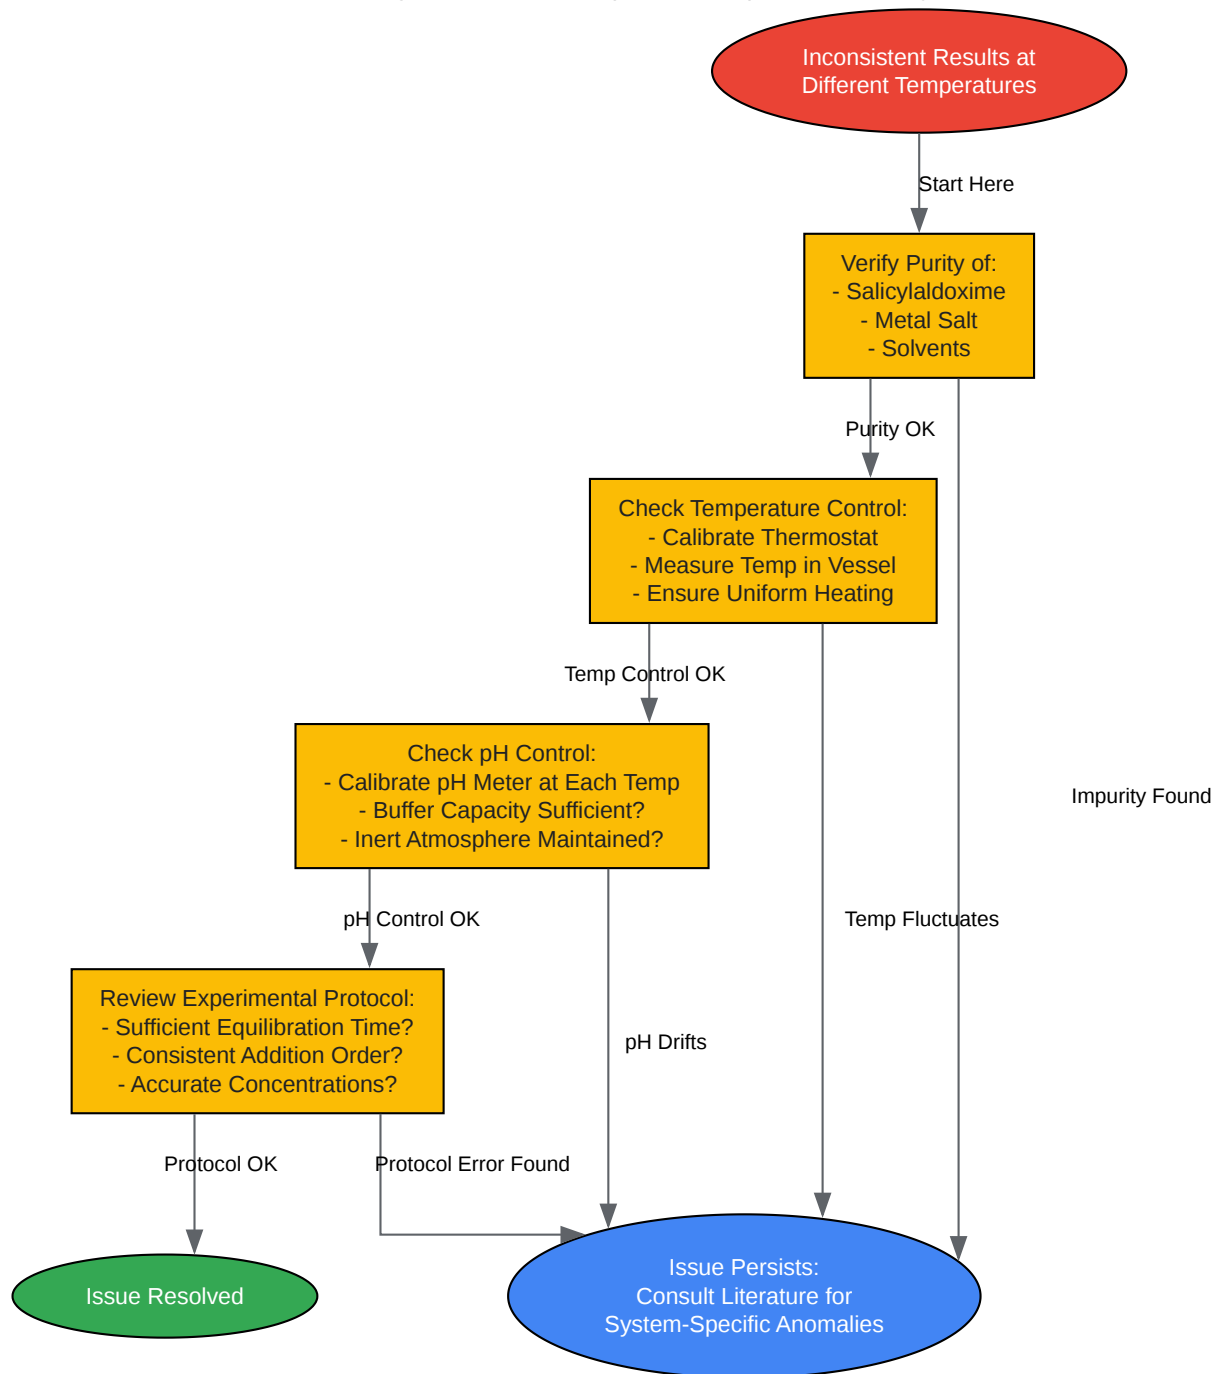 Inconsistent Results at
Different Temperatures
Start Here
Verify Purity of:
- Salicylaldoxime
- Metal Salt
- Solvents
Purity OK
Check Temperature Control:
- Calibrate Thermostat
- Measure Temp in Vessel
- Ensure Uniform Heating
Temp Control OK
Check pH Control:
- Calibrate pH Meter at Each Temp
- Buffer Capacity Sufficient?
- Inert Atmosphere Maintained?
Impurity Found
pH Control OK
Temp Fluctuates
Review Experimental Protocol:
- Sufficient Equilibration Time?
- Consistent Addition Order?
- Accurate Concentrations?
pH Drifts
Protocol OK
Protocol Error Found
Issue Resolved
Issue Persists:
Consult Literature for
System-Specific Anomalies